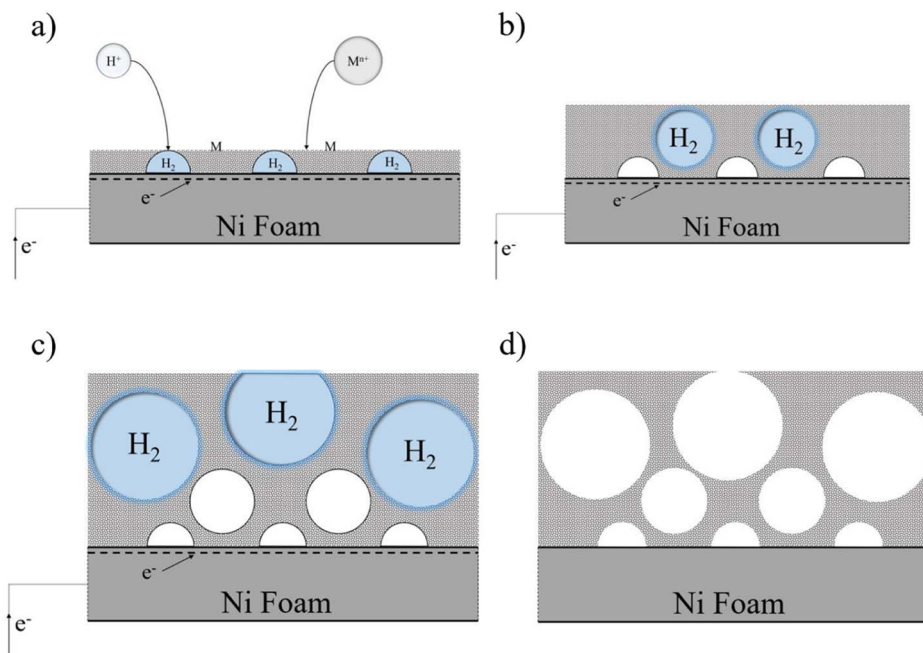 a)
H⁺
Mⁿ⁺
M
M
H₂
H₂
H₂
e⁻
Ni Foam
e⁻
b)
H₂
H₂
e⁻
Ni Foam
e⁻
c)
H₂
H₂
H₂
e⁻
Ni Foam
e⁻
d)
Ni Foam